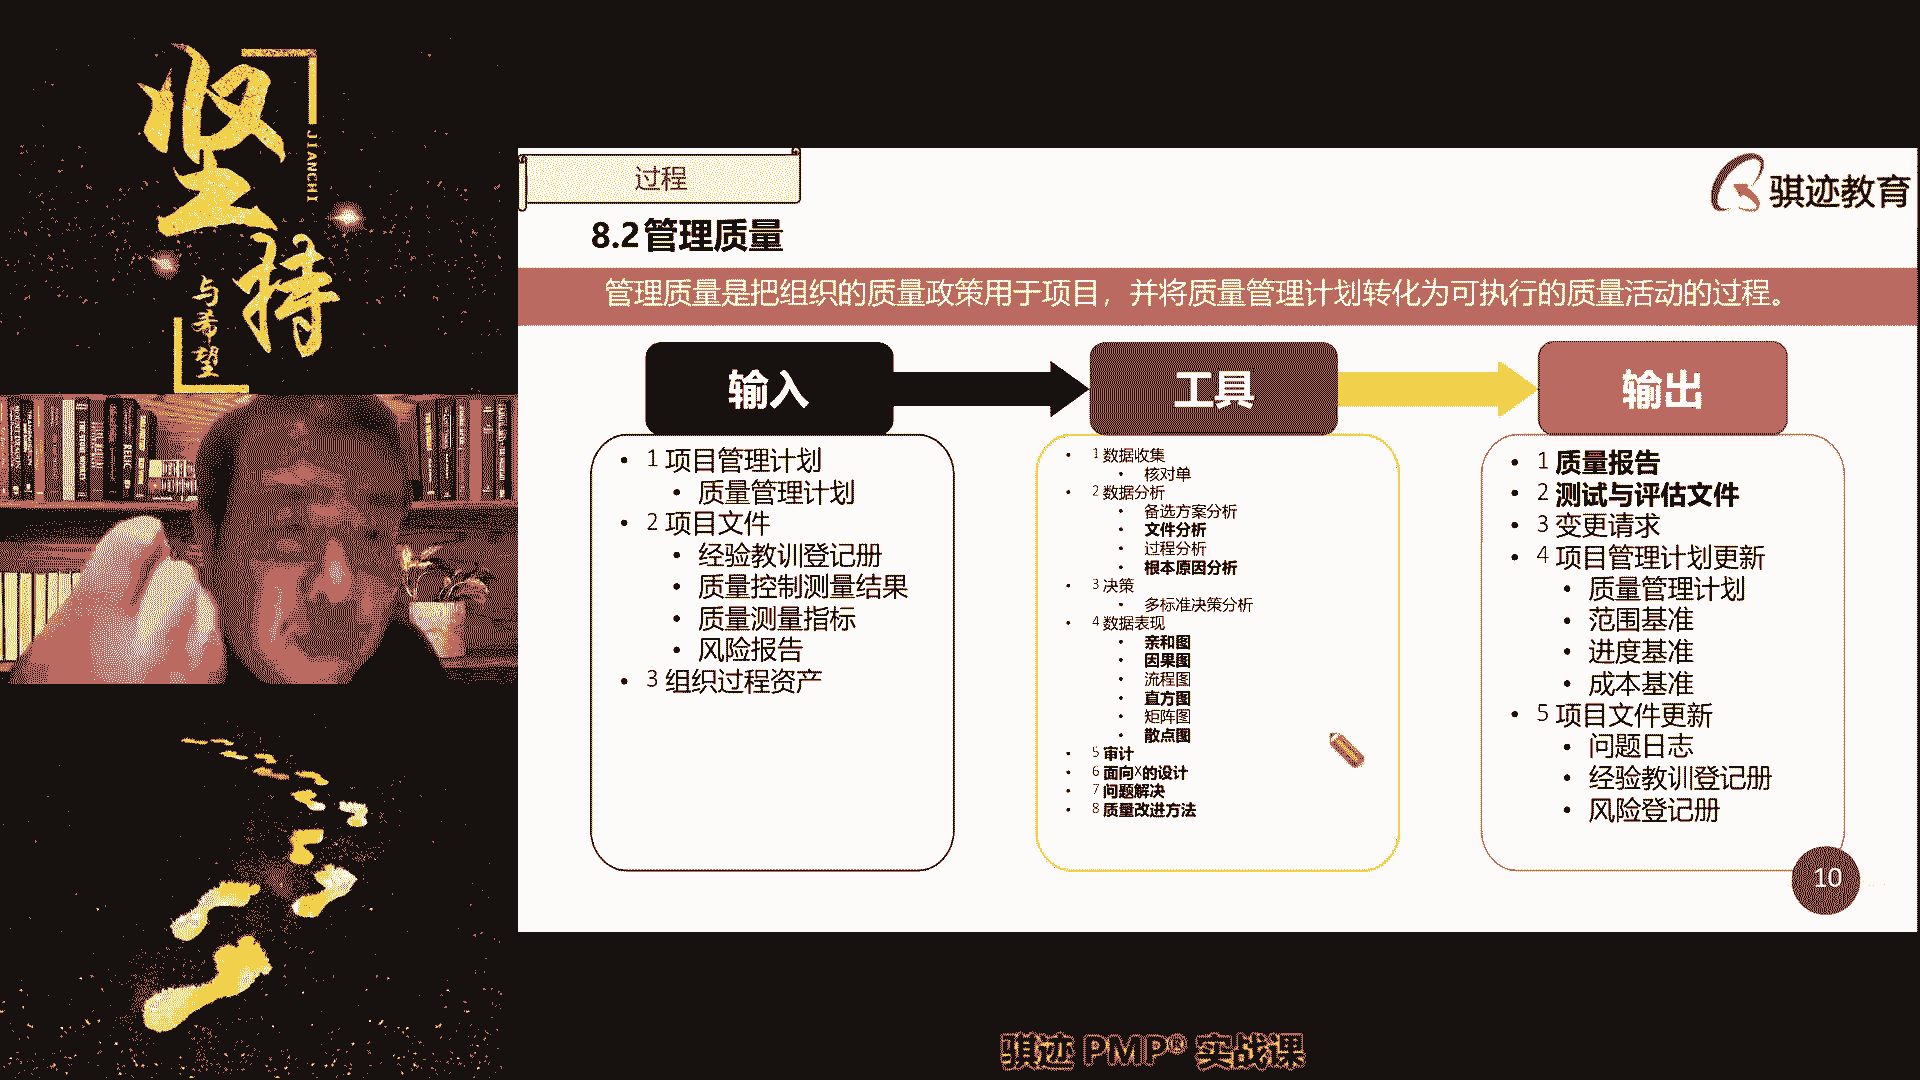 坚持
JIANCHI
与希望
过程
骐迹教育
8.2管理质量
管理质量是把组织的质量政策用于项目，并将质量管理计划转化为可执行的质量活动的过程。
输入
• 1 项目管理计划
• 质量管理计划
• 2 项目文件
• 经验教训登记册
• 质量控制测量结果
• 质量测量指标
• 风险报告
• 3 组织过程资产
工具
• 1 数据收集
• 核对单
• 2 数据分析
• 备选方案分析
• 文件分析
• 过程分析
• 根本原因分析
• 3 决策
• 多标准决策分析
• 4 数据表现
• 亲和图
• 因果图
• 流程图
• 直方图
• 矩阵图
• 散点图
• 5 审计
• 6 面向X的设计
• 7 问题解决
• 8 质量改进方法
输出
• 1 质量报告
• 2 测试与评估文件
• 3 变更请求
• 4 项目管理计划更新
• 质量管理计划
• 范围基准
• 进度基准
• 成本基准
• 5 项目文件更新
• 问题日志
• 经验教训登记册
• 风险登记册
10
骐迹 PMP® 实战课